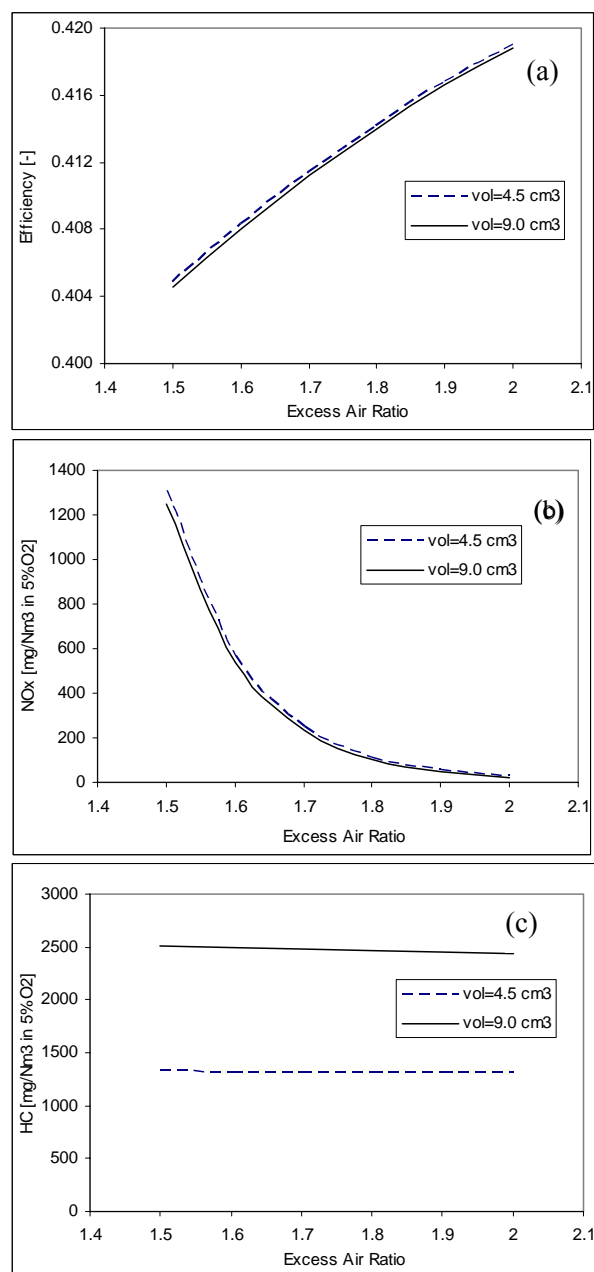 0.420
0.416
0.412
0.408
0.404
0.400
Efficiency [-]
(a)
vol=4.5 cm3
vol=9.0 cm3
1.4 1.5 1.6 1.7 1.8 1.9 2 2.1
Excess Air Ratio
1400
1200
1000
800
600
400
200
0
NOx [mg/Nm3 in 5%O2]
(b)
vol=4.5 cm3
vol=9.0 cm3
1.4 1.5 1.6 1.7 1.8 1.9 2 2.1
Excess Air Ratio
3000
2500
2000
1500
1000
500
0
HC [mg/Nm3 in 5%O2]
(c)
vol=4.5 cm3
vol=9.0 cm3
1.4 1.5 1.6 1.7 1.8 1.9 2 2.1
Excess Air Ratio